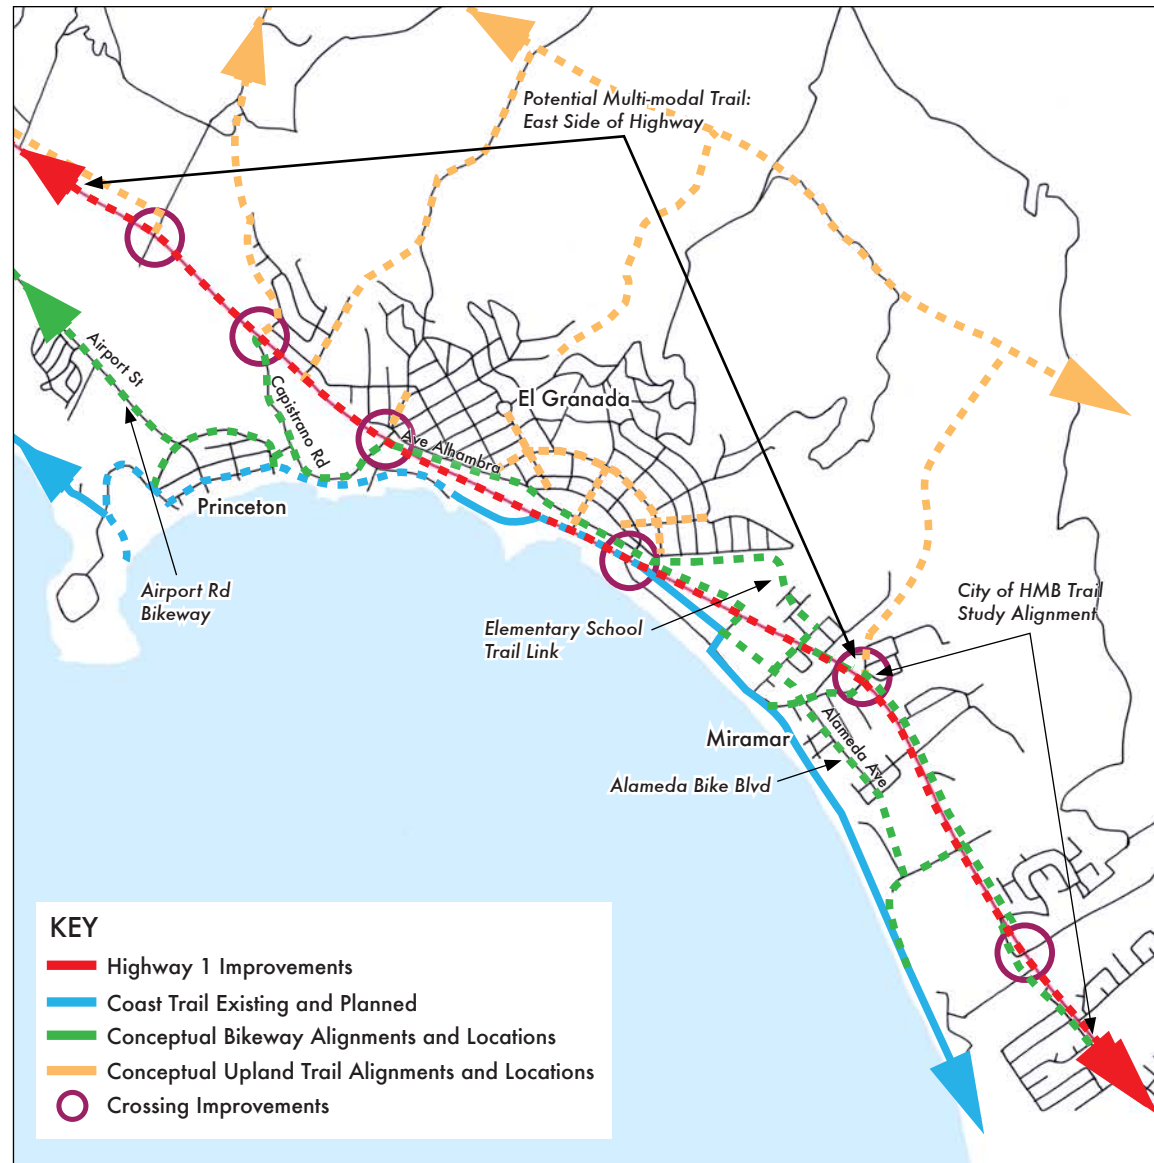 Potential Multi-modal Trail:
East Side of Highway
Airport St
Capistrano Rd
El Granada
Ave Alhambra
Princeton
Airport Rd
Bikeway
Elementary School
Trail Link
City of HMB Trail
Study Alignment
Miramar
Alameda Ave
Alameda Bike Blvd
KEY
Highway 1 Improvements
Coast Trail Existing and Planned
Conceptual Bikeway Alignments and Locations
Conceptual Upland Trail Alignments and Locations
Crossing Improvements